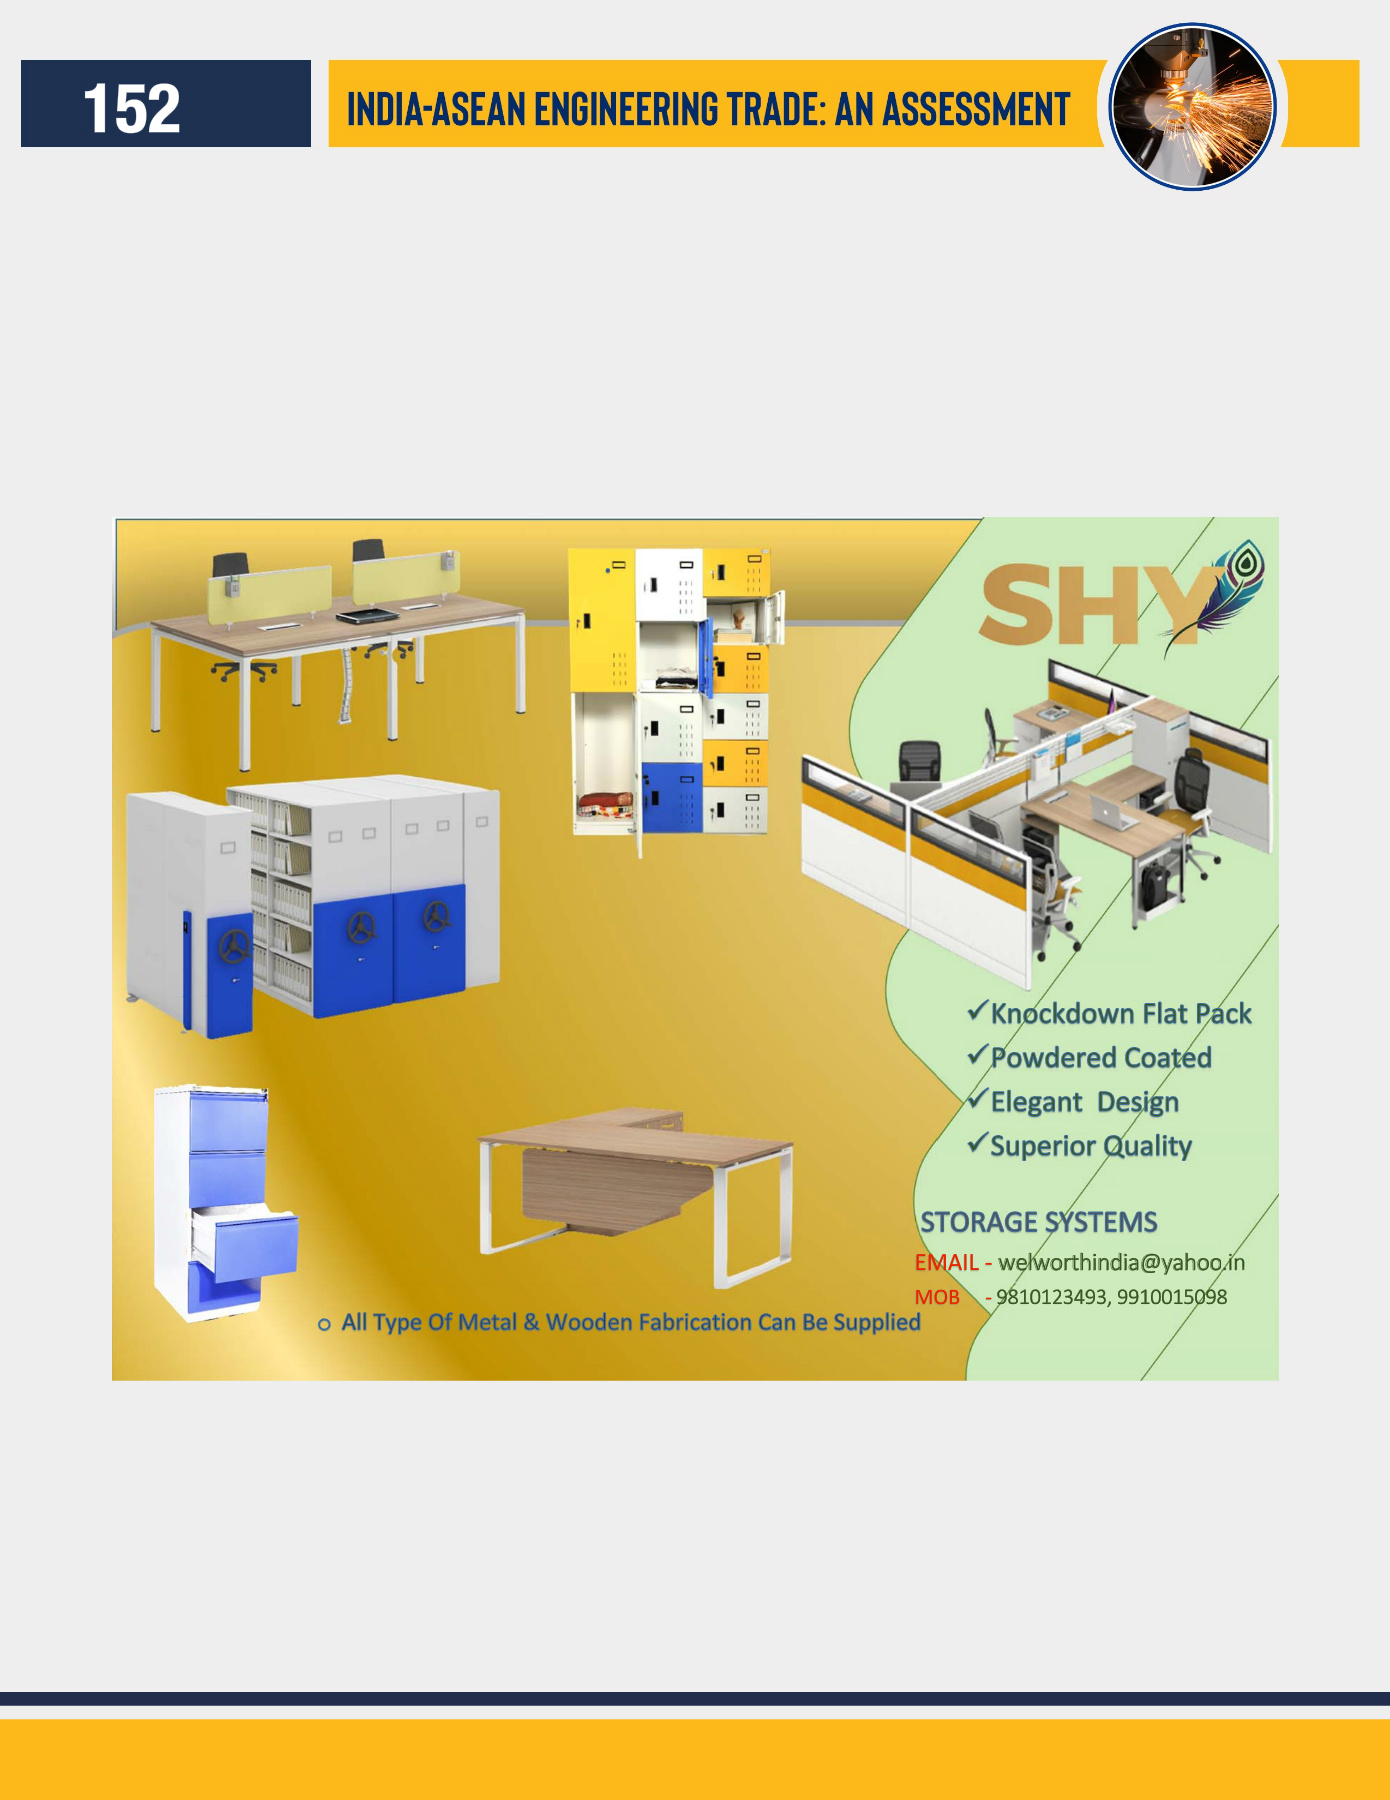 152
INDIA-ASEAN ENGINEERING TRADE: AN ASSESSMENT
SHY
✓Knockdown Flat Pack
✓Powdered Coated
✓Elegant Design
✓Superior Quality
STORAGE SYSTEMS
EMAIL - welworthindia@yahoo.in
MOB - 9810123493, 9910015098
o All Type Of Metal & Wooden Fabrication Can Be Supplied